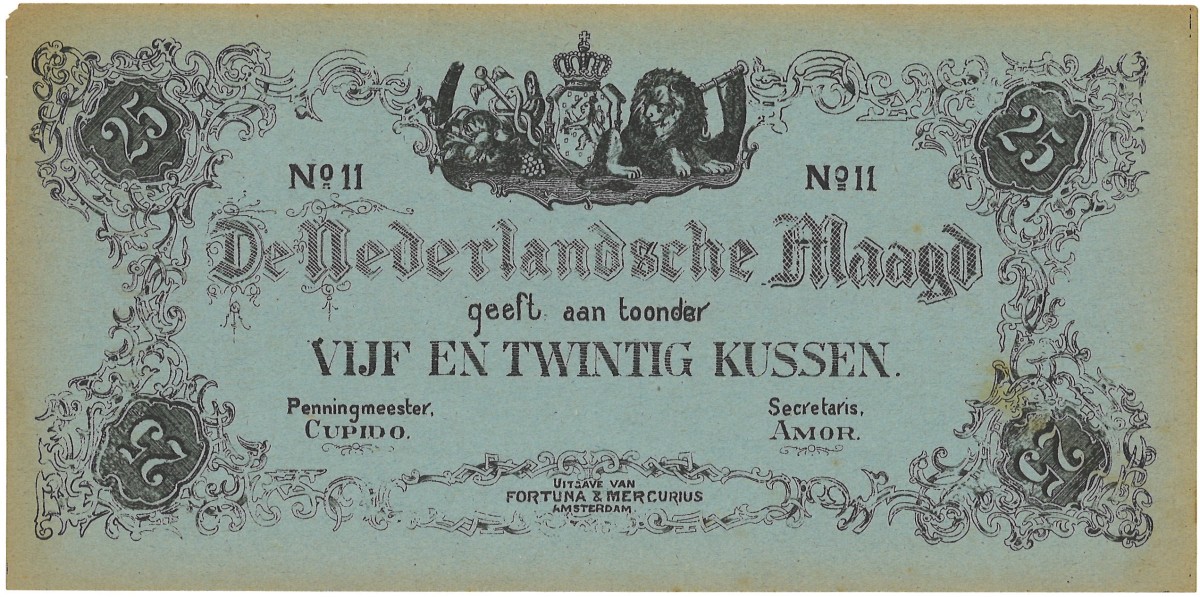 25
25
Nº 11
Nº 11
De Nederlandsche Maagd
geeft aan toonder
VIJF EN TWINTIG KUSSEN.
Penningmeester,
CUPIDO.
Secretaris,
AMOR.
25
25
UITGAVE VAN
FORTUNA & MERCURIUS
AMSTERDAM